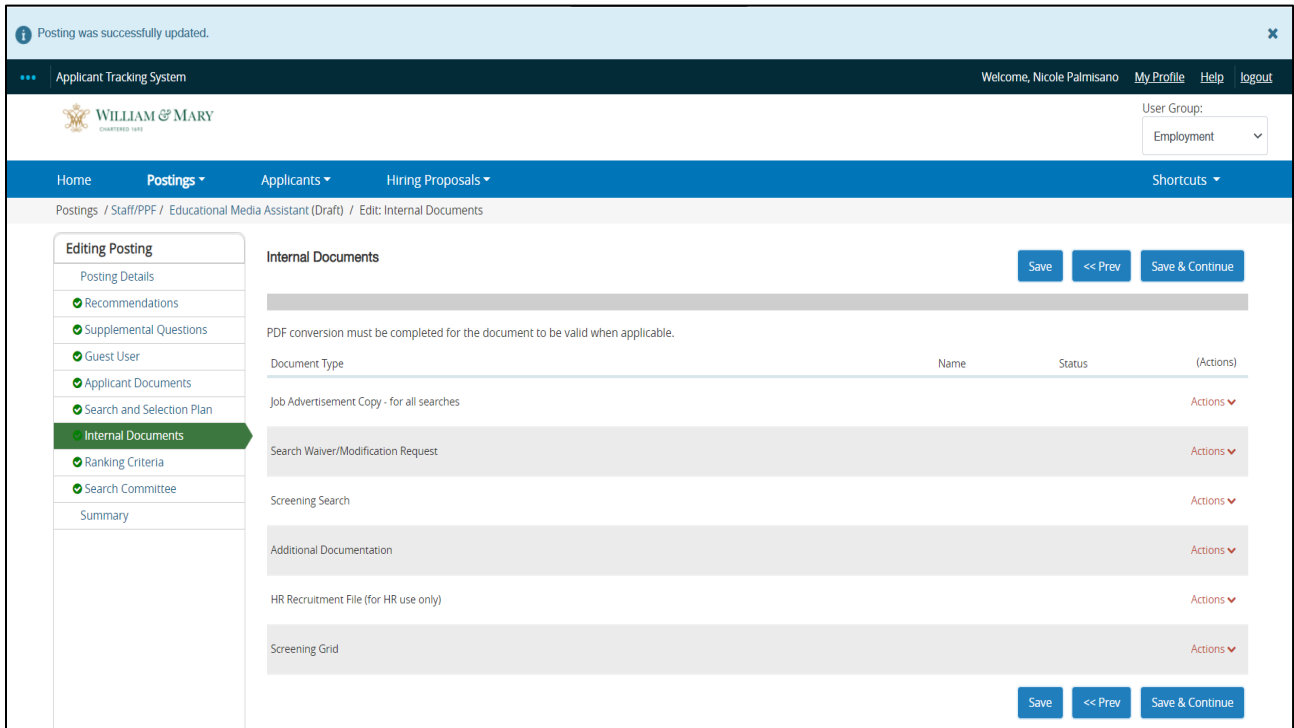 Posting was successfully updated.
Applicant Tracking System Welcome, Nicole Palmisano My Profile Help logout
WILLIAM & MARY
CHARTERED 1693
User Group:
Employment
Home Postings Applicants Hiring Proposals Shortcuts
Postings / Staff/PPF / Educational Media Assistant (Draft) / Edit: Internal Documents
Editing Posting
Posting Details
Recommendations
Supplemental Questions
Guest User
Applicant Documents
Search and Selection Plan
Internal Documents
Ranking Criteria
Search Committee
Summary
Internal Documents
Save << Prev Save & Continue
PDF conversion must be completed for the document to be valid when applicable.
Document Type Name Status (Actions)
Job Advertisement Copy - for all searches Actions
Search Waiver/Modification Request Actions
Screening Search Actions
Additional Documentation Actions
HR Recruitment File (for HR use only) Actions
Screening Grid Actions
Save << Prev Save & Continue